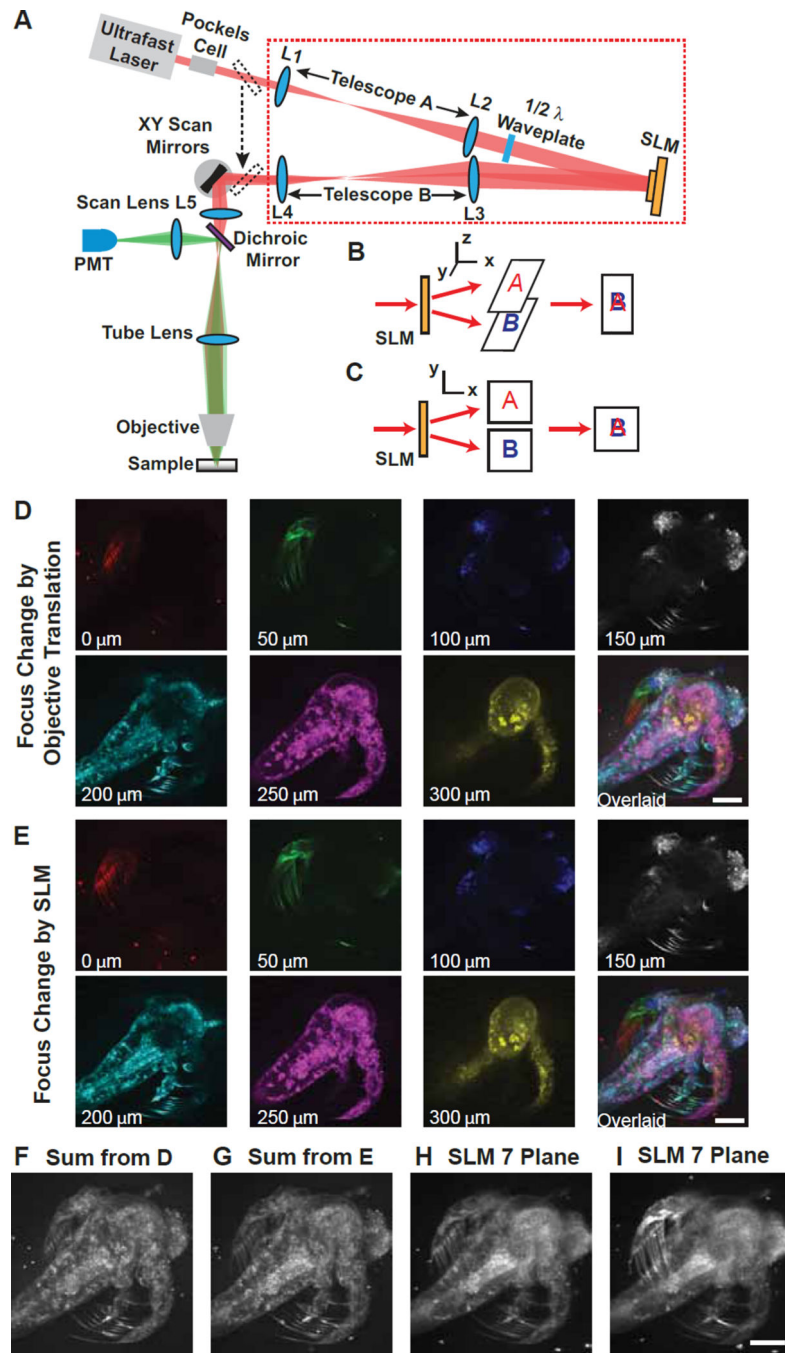 A
Ultrafast
Laser
Pockels
Cell
L1
Telescope A
L2
1/2 λ
Waveplate
SLM
XY Scan
Mirrors
L4
Telescope B
L3
Scan Lens L5
PMT
Dichroic
Mirror
Tube Lens
Objective
Sample
B
z
x
y
SLM
A
B
B
A
C
y
x
SLM
A
B
B
A
D
Focus Change by
Objective Translation
0 µm
50 µm
100 µm
150 µm
200 µm
250 µm
300 µm
Overlaid
E
Focus Change by SLM
0 µm
50 µm
100 µm
150 µm
200 µm
250 µm
300 µm
Overlaid
F Sum from D
G Sum from E
H SLM 7 Plane
I SLM 7 Plane